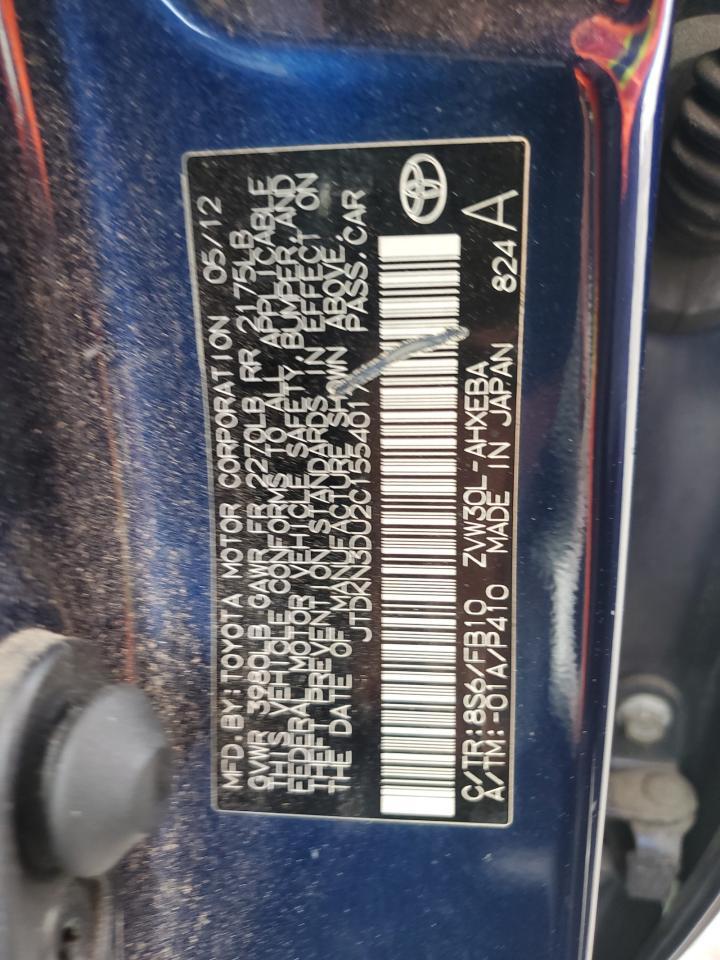 MFD BY: TOYOTA MOTOR CORPORATION 05/12
GVWR 3980LB GAWR FR 2270LB RR 2175LB
THIS VEHICLE CONFORMS TO ALL APPLICABLE
FEDERAL MOTOR VEHICLE SAFETY, BUMPER, AND
THEFT PREVENTION STANDARDS IN EFFECT ON
THE DATE OF MANUFACTURE SHOWN ABOVE.
JTDKN3DU2C1554017 PASS.CAR
C/TR: 8S6/FB10 ZVW30L-AHXEBA
A/TM: -01A/P410 MADE IN JAPAN 824 A